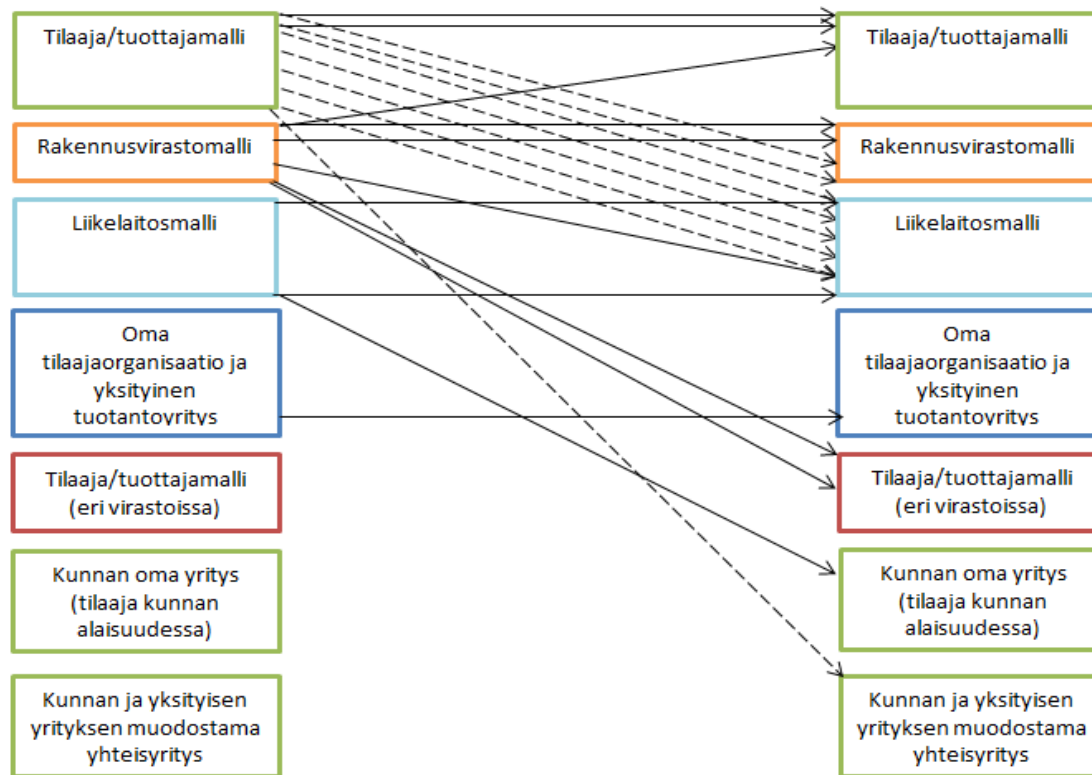 Tilaaja/tuottajamalli
Rakennusvirastomalli
Liikelaitosmalli
Oma
tilaajaorganisaatio ja
yksityinen
tuotantoyritys
Tilaaja/tuottajamalli
(eri virastoissa)
Kunnan oma yritys
(tilaaja kunnan
alaisuudessa)
Kunnan ja yksityisen
yrityksen muodostama
yhteisyritys
Tilaaja/tuottajamalli
Rakennusvirastomalli
Liikelaitosmalli
Oma
tilaajaorganisaatio ja
yksityinen
tuotantoyritys
Tilaaja/tuottajamalli
(eri virastoissa)
Kunnan oma yritys
(tilaaja kunnan
alaisuudessa)
Kunnan ja yksityisen
yrityksen muodostama
yhteisyritys